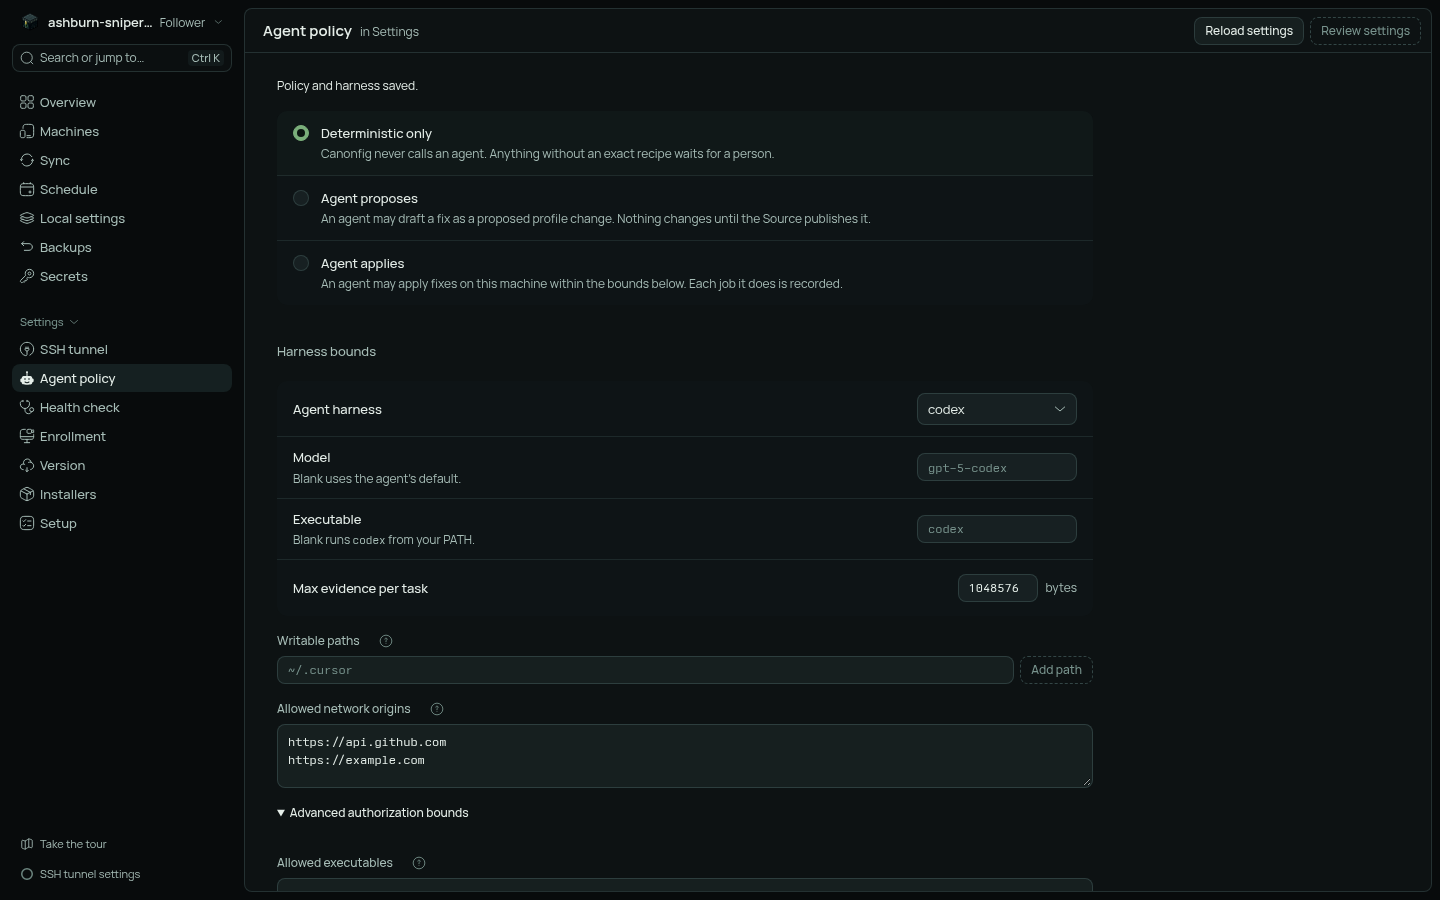 ashburn-sniper... Follower
Search or jump to... Ctrl K
Overview
Machines
Sync
Schedule
Local settings
Backups
Secrets
Settings
SSH tunnel
Agent policy
Health check
Enrollment
Version
Installers
Setup
Take the tour
SSH tunnel settings
Agent policy in Settings
Reload settings
Review settings
Policy and harness saved.
Deterministic only
Canonfig never calls an agent. Anything without an exact recipe waits for a person.
Agent proposes
An agent may draft a fix as a proposed profile change. Nothing changes until the Source publishes it.
Agent applies
An agent may apply fixes on this machine within the bounds below. Each job it does is recorded.
Harness bounds
Agent harness
codex
Model
Blank uses the agent's default.
gpt-5-codex
Executable
Blank runs codex from your PATH.
codex
Max evidence per task
1048576 bytes
Writable paths ?
~/.cursor
Add path
Allowed network origins ?
https://api.github.com
https://example.com
Advanced authorization bounds
Allowed executables ?